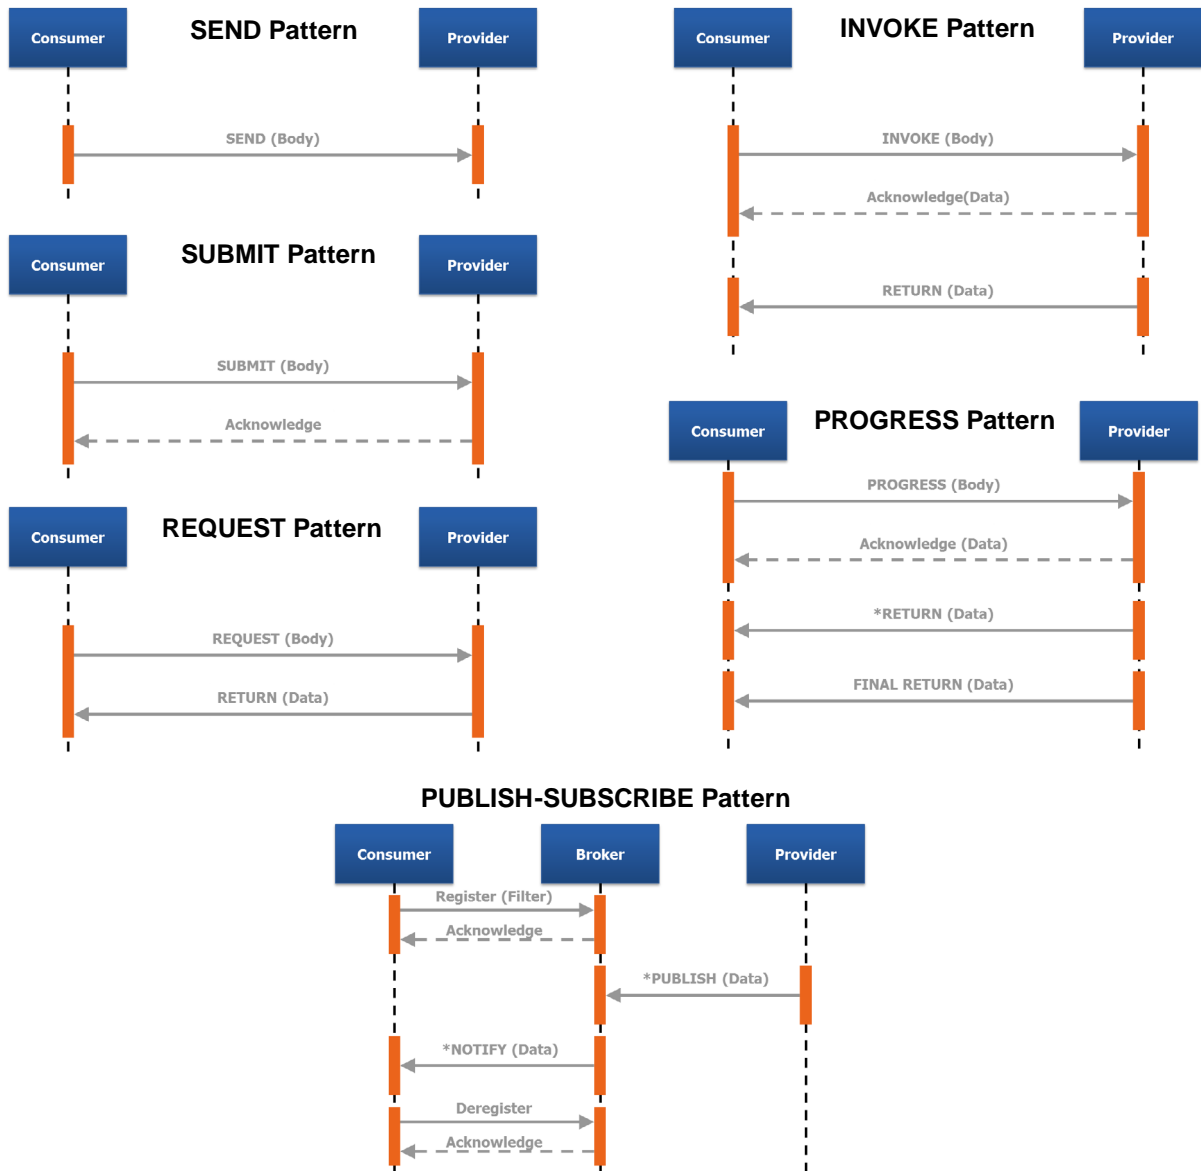 SEND Pattern
Consumer
Provider
SEND (Body)
SUBMIT Pattern
Consumer
Provider
SUBMIT (Body)
Acknowledge
REQUEST Pattern
Consumer
Provider
REQUEST (Body)
RETURN (Data)
INVOKE Pattern
Consumer
Provider
INVOKE (Body)
Acknowledge(Data)
RETURN (Data)
PROGRESS Pattern
Consumer
Provider
PROGRESS (Body)
Acknowledge (Data)
*RETURN (Data)
FINAL RETURN (Data)
PUBLISH-SUBSCRIBE Pattern
Consumer
Broker
Provider
Register (Filter)
Acknowledge
*PUBLISH (Data)
*NOTIFY (Data)
Deregister
Acknowledge